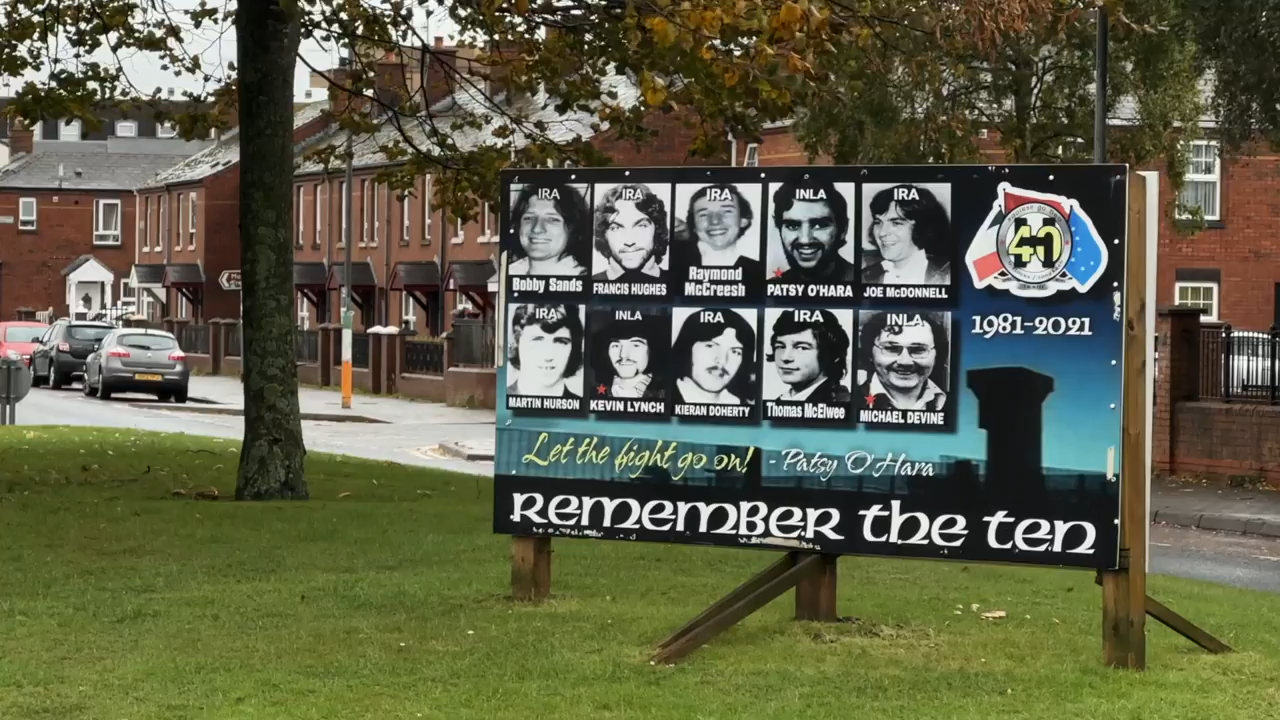 IRA
Bobby Sands
IRA
FRANCIS HUGHES
IRA
Raymond
McCreesh
INLA
PATSY O'HARA
IRA
JOE McDONNELL
IRA
MARTIN HURSON
INLA
KEVIN LYNCH
IRA
KIERAN DOHERTY
IRA
Thomas McElwee
INLA
MICHAEL DEVINE
40
1981-2021
Let the fight go on! - Patsy O'Hara
Remember the Ten